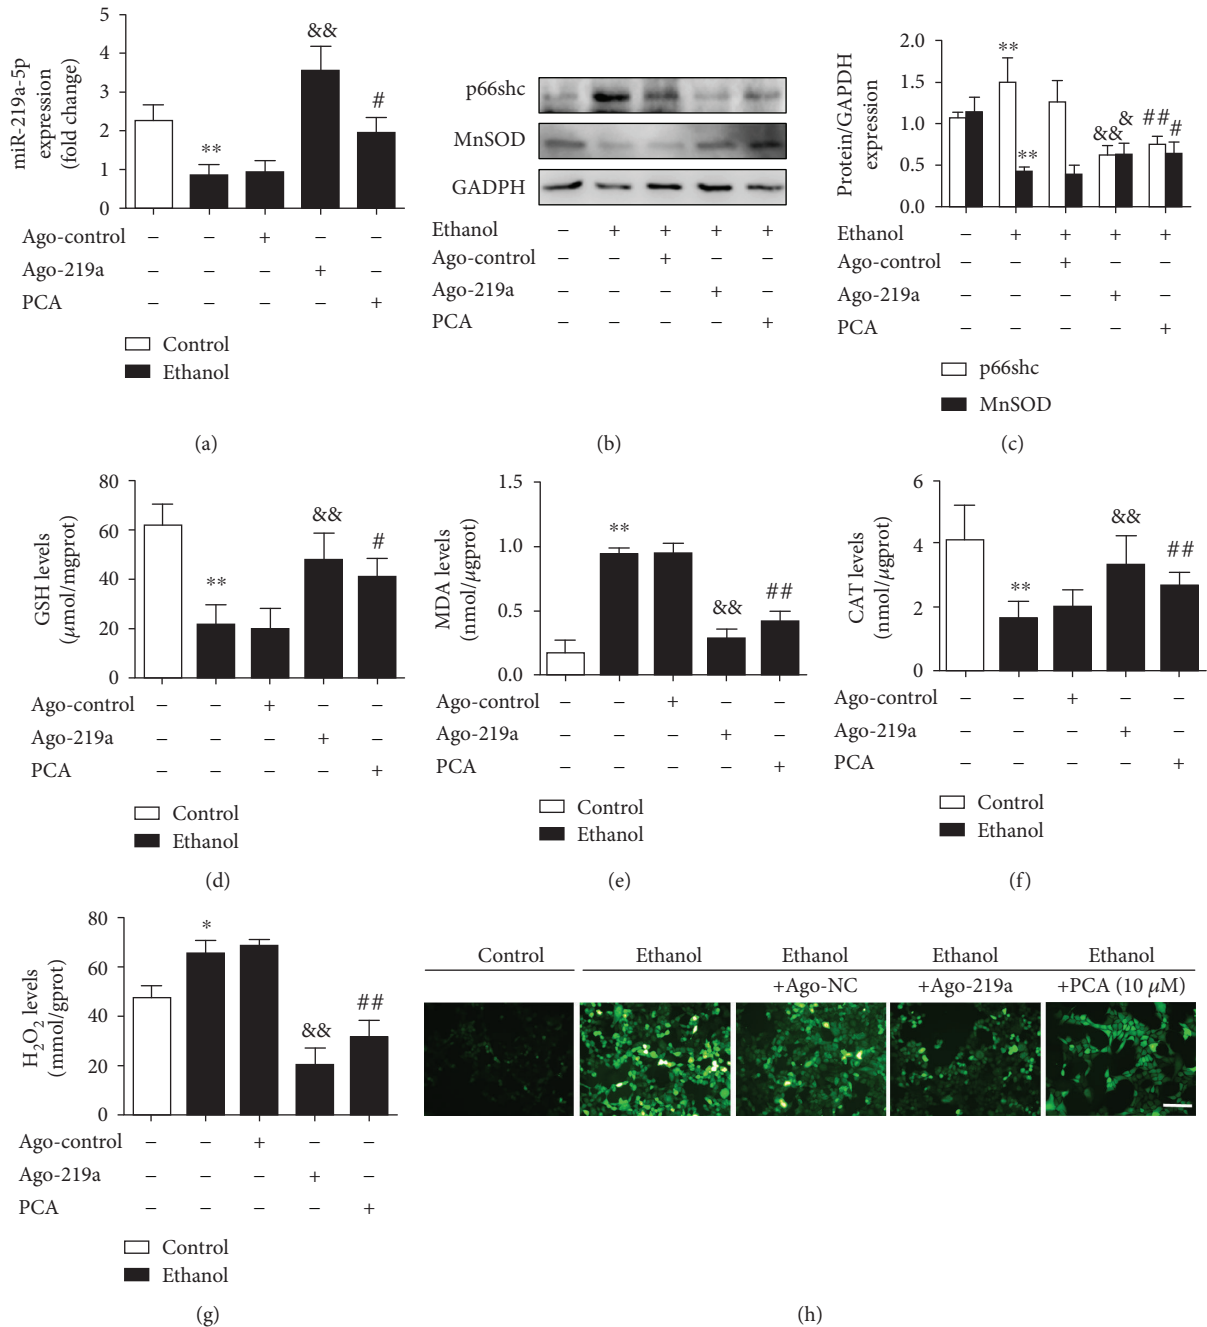 miR-219a-5p
expression
(fold change)
5
4
3
2
1
0
**
&&
#
Ago-control – – + – –
Ago-219a – – – + –
PCA – – – – +
Control
Ethanol
(a)
p66shc
MnSOD
GADPH
Ethanol – + + + +
Ago-control – – + – –
Ago-219a – – – + –
PCA – – – – +
(b)
Protein/GAPDH
expression
2.0
1.5
1.0
0.5
0.0
**
**
&&
&
##
#
Ethanol – + + + +
Ago-control – – + – –
Ago-219a – – – + –
PCA – – – – +
p66shc
MnSOD
(c)
GSH levels
(μmol/mgprot)
80
60
40
20
0
**
&&
#
Ago-control – – + – –
Ago-219a – – – + –
PCA – – – – +
Control
Ethanol
(d)
MDA levels
(nmol/μgprot)
1.5
1.0
0.5
0.0
**
&&
##
Ago-control – – + – –
Ago-219a – – – + –
PCA – – – – +
Control
Ethanol
(e)
CAT levels
(nmol/μgprot)
6
4
2
0
**
&&
##
Ago-control – – + – –
Ago-219a – – – + –
PCA – – – – +
Control
Ethanol
(f)
H₂O₂ levels
(mmol/gprot)
80
60
40
20
0
*
&&
##
Ago-control – – + – –
Ago-219a – – – + –
PCA – – – – +
Control
Ethanol
(g)
Control Ethanol Ethanol Ethanol Ethanol
+Ago-NC +Ago-219a +PCA (10 μM)
(h)